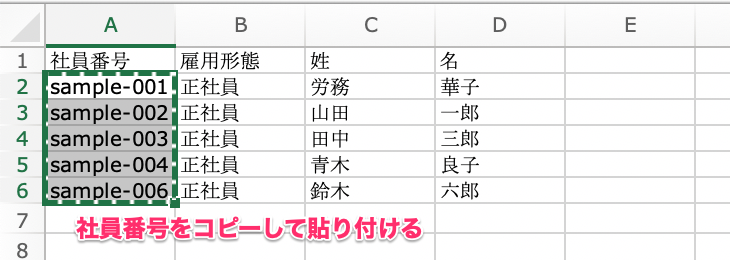 A B C D E
1 社員番号 雇用形態 姓 名
2 sample-001 正社員 労務 華子
3 sample-002 正社員 山田 一郎
4 sample-003 正社員 田中 三郎
5 sample-004 正社員 青木 良子
6 sample-006 正社員 鈴木 六郎
7
社員番号をコピーして貼り付ける
8